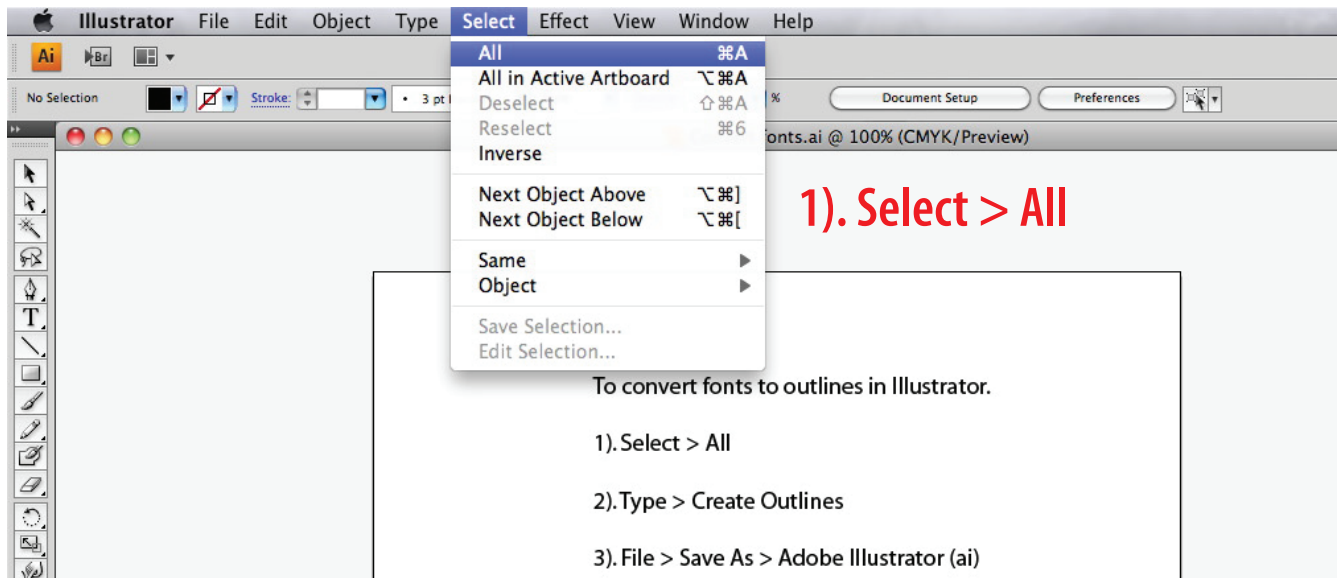 Illustrator File Edit Object Type Select Effect View Window Help
Ai Br
All ⌘A
All in Active Artboard ⌥⌘A
Deselect ⇧⌘A
Reselect ⌘6
Inverse
Next Object Above ⌥⌘]
Next Object Below ⌥⌘[
Same
Object
Save Selection...
Edit Selection...
No Selection Stroke: 3 pt % Document Setup Preferences
onts.ai @ 100% (CMYK/Preview)
1). Select > All
To convert fonts to outlines in Illustrator.
1). Select > All
2). Type > Create Outlines
3). File > Save As > Adobe Illustrator (ai)